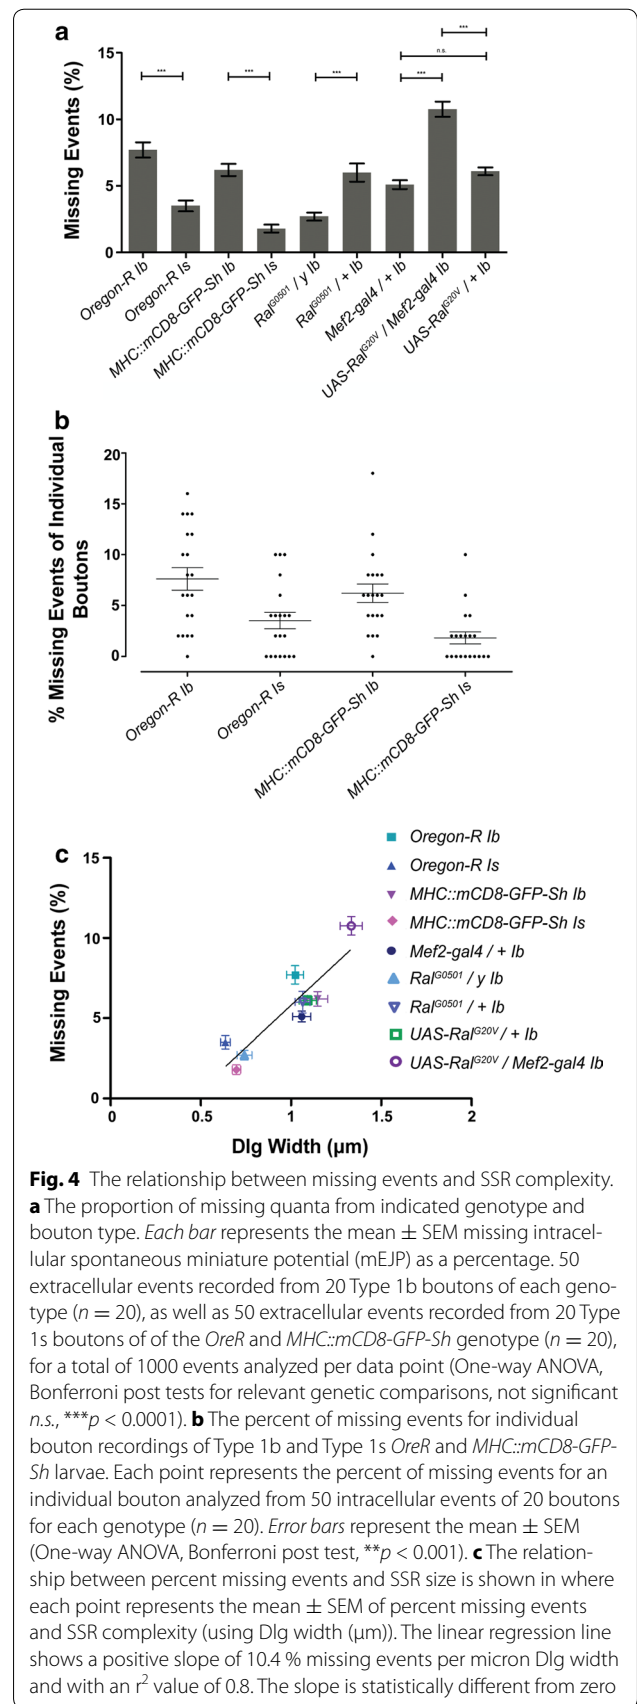 a
***
n.s.
*** *** *** ***
15
10
5
0
Missing Events (%)
Oregon-R Ib
Oregon-R Is
MHC::mCD8-GFP-Sh Ib
MHC::mCD8-GFP-Sh Is
Ral^G0501 / y Ib
Ral^G0501 / + Ib
Mef2-gal4 / + Ib
UAS-Ral^G20V / Mef2-gal4 Ib
UAS-Ral^G20V / + Ib
b
20
15
10
5
0
% Missing Events of Individual
Boutons
Oregon-R Ib
Oregon-R Is
MHC::mCD8-GFP-Sh Ib
MHC::mCD8-GFP-Sh Is
c
15
10
5
0
Missing Events (%)
0 0.5 1 1.5 2
Dlg Width (μm)
Oregon-R Ib
Oregon-R Is
MHC::mCD8-GFP-Sh Ib
MHC::mCD8-GFP-Sh Is
Mef2-gal4 / + Ib
Ral^G0501 / y Ib
Ral^G0501 / + Ib
UAS-Ral^G20V / + Ib
UAS-Ral^G20V / Mef2-gal4 Ib
Fig. 4 The relationship between missing events and SSR complexity.
a The proportion of missing quanta from indicated genotype and
bouton type. Each bar represents the mean ± SEM missing intracel-
lular spontaneous miniature potential (mEJP) as a percentage. 50
extracellular events recorded from 20 Type 1b boutons of each geno-
type (n = 20), as well as 50 extracellular events recorded from 20 Type
1s boutons of of the OreR and MHC::mCD8-GFP-Sh genotype (n = 20),
for a total of 1000 events analyzed per data point (One-way ANOVA,
Bonferroni post tests for relevant genetic comparisons, not significant
n.s., ***p < 0.0001). b The percent of missing events for individual
bouton recordings of Type 1b and Type 1s OreR and MHC::mCD8-GFP-
Sh larvae. Each point represents the percent of missing events for an
individual bouton analyzed from 50 intracellular events of 20 boutons
for each genotype (n = 20). Error bars represent the mean ± SEM
(One-way ANOVA, Bonferroni post test, **p < 0.001). c The relation-
ship between percent missing events and SSR size is shown in where
each point represents the mean ± SEM of percent missing events
and SSR complexity (using Dlg width (μm)). The linear regression line
shows a positive slope of 10.4 % missing events per micron Dlg width
and with an r² value of 0.8. The slope is statistically different from zero